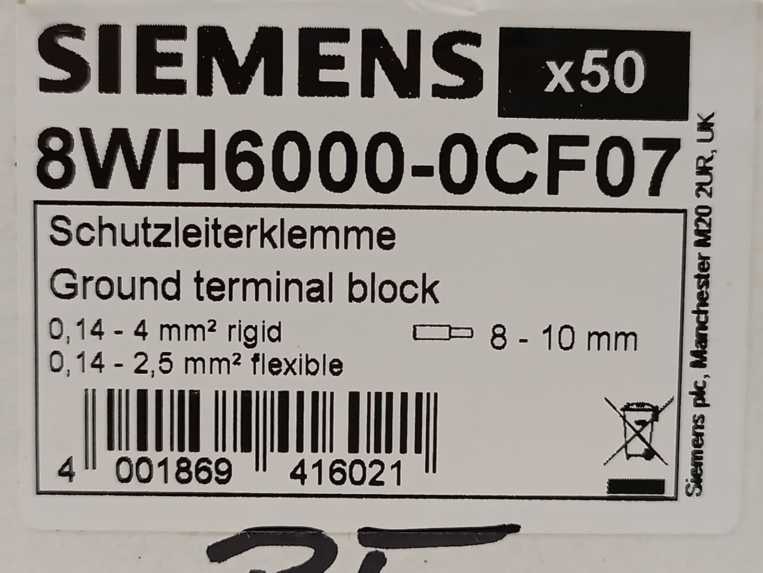 SIEMENS
x50
8WH6000-0CF07
Schutzleiterklemme
Ground terminal block
0,14 - 4 mm² rigid
8 - 10 mm
0,14 - 2,5 mm² flexible
4 001869 416021
Siemens plc, Manchester M20 2UR, UK